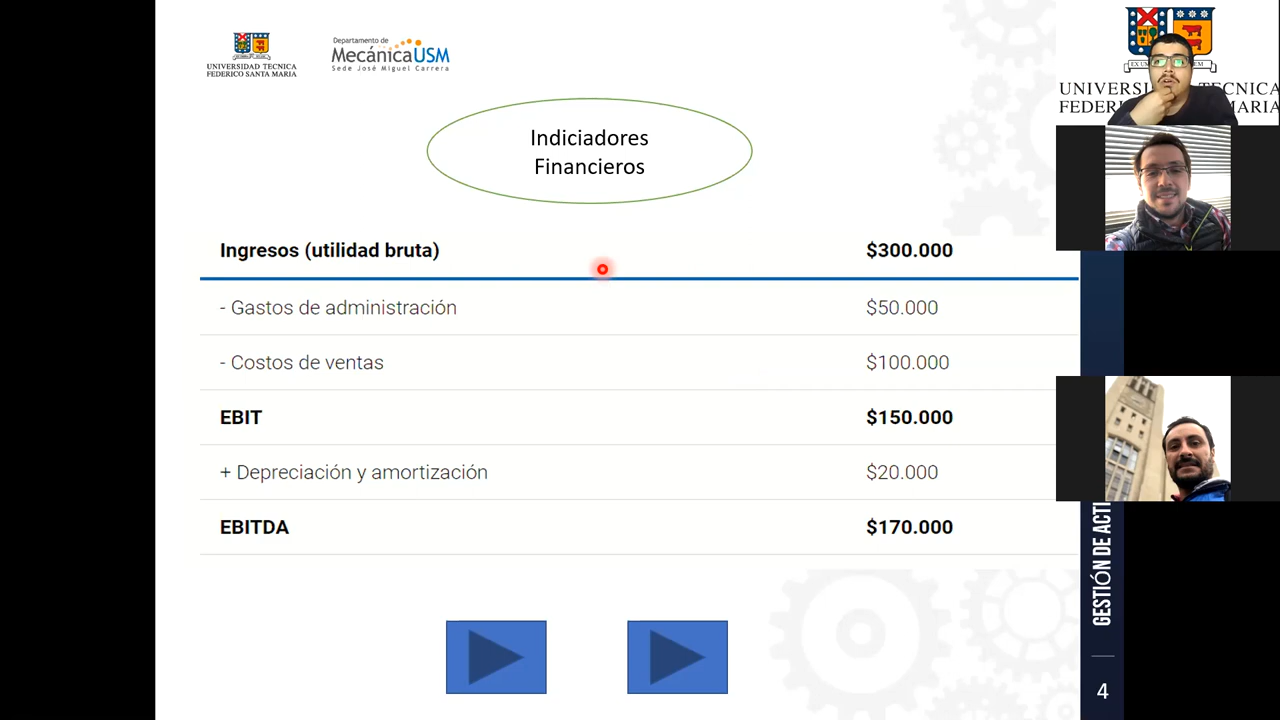 UNIVERSIDAD TECNICA
FEDERICO SANTA MARIA
Departamento de
MecánicaUSM
Sede José Miguel Carrera
Indiciadores
Financieros
Ingresos (utilidad bruta) $300.000
- Gastos de administración $50.000
- Costos de ventas $100.000
EBIT $150.000
+ Depreciación y amortización $20.000
EBITDA $170.000
GESTIÓN DE ACTI
4